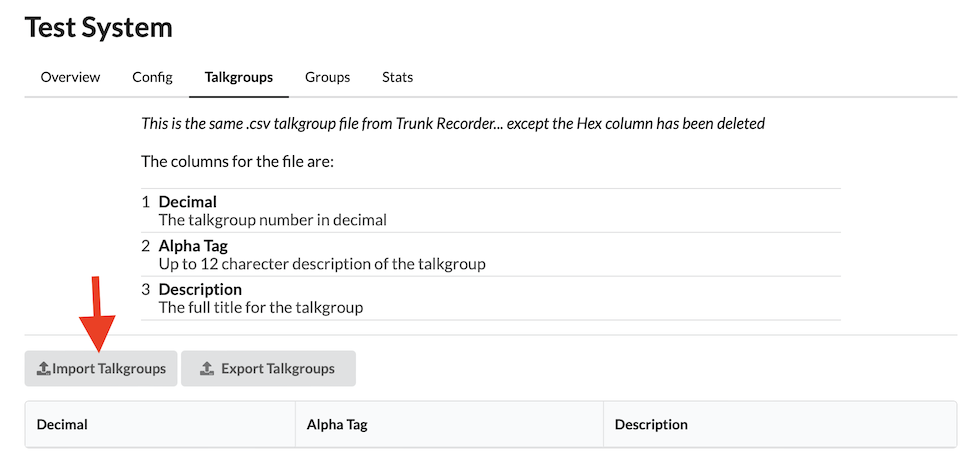 Test System
Overview Config Talkgroups Groups Stats
This is the same .csv talkgroup file from Trunk Recorder... except the Hex column has been deleted
The columns for the file are:
1 Decimal
The talkgroup number in decimal
2 Alpha Tag
Up to 12 charecter description of the talkgroup
3 Description
The full title for the talkgroup
Import Talkgroups Export Talkgroups
Decimal Alpha Tag Description